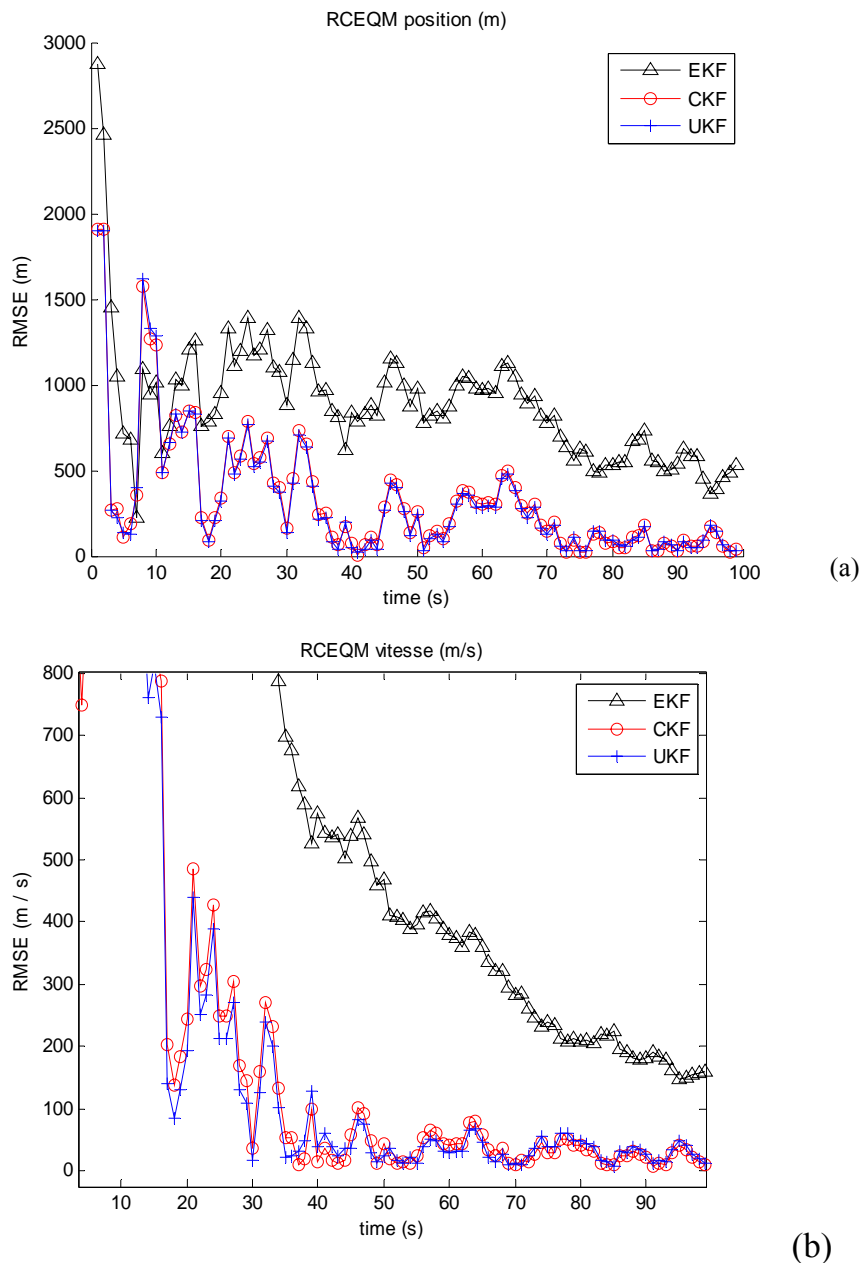 RCEQM position (m)
3000
2500
2000
1500
1000
500
0
RMSE (m)
EKF
CKF
UKF
0 10 20 30 40 50 60 70 80 90 100
time (s)
(a)
RCEQM vitesse (m/s)
800
700
600
500
400
300
200
100
0
RMSE (m / s)
EKF
CKF
UKF
10 20 30 40 50 60 70 80 90
time (s)
(b)